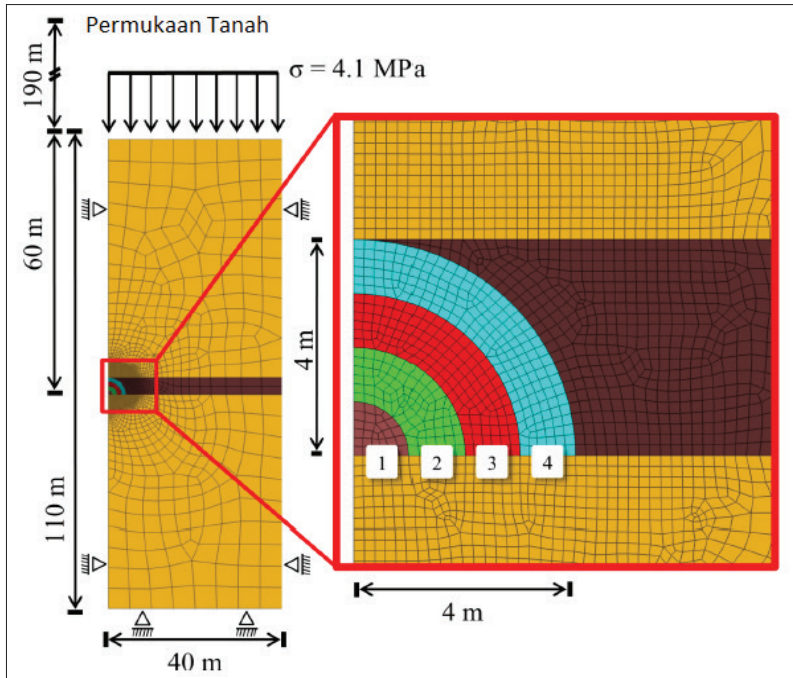 Permukaan Tanah
190 m
σ = 4.1 MPa
60 m
110 m
40 m
4 m
1 2 3 4
4 m